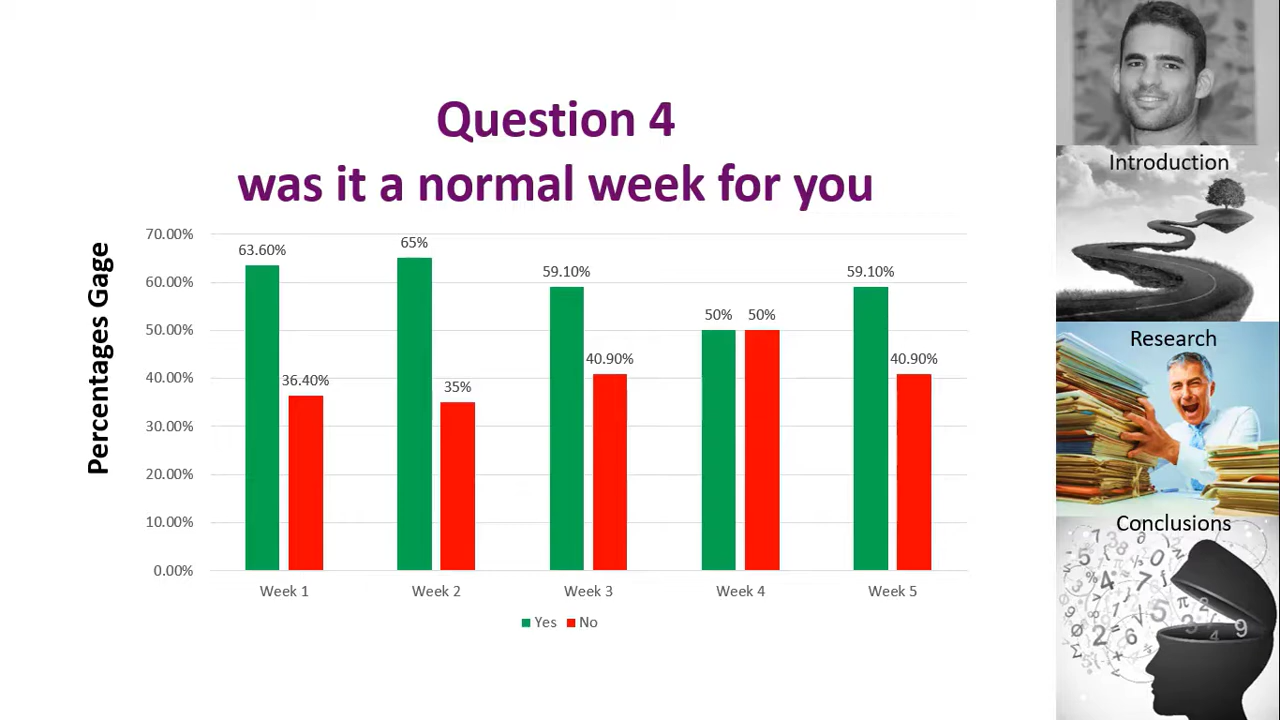 Question 4
was it a normal week for you
Percentages Gage
70.00%
60.00%
50.00%
40.00%
30.00%
20.00%
10.00%
0.00%
63.60%
36.40%
65%
35%
59.10%
40.90%
50%
50%
59.10%
40.90%
Week 1
Week 2
Week 3
Week 4
Week 5
Yes
No
Introduction
Research
Conclusions